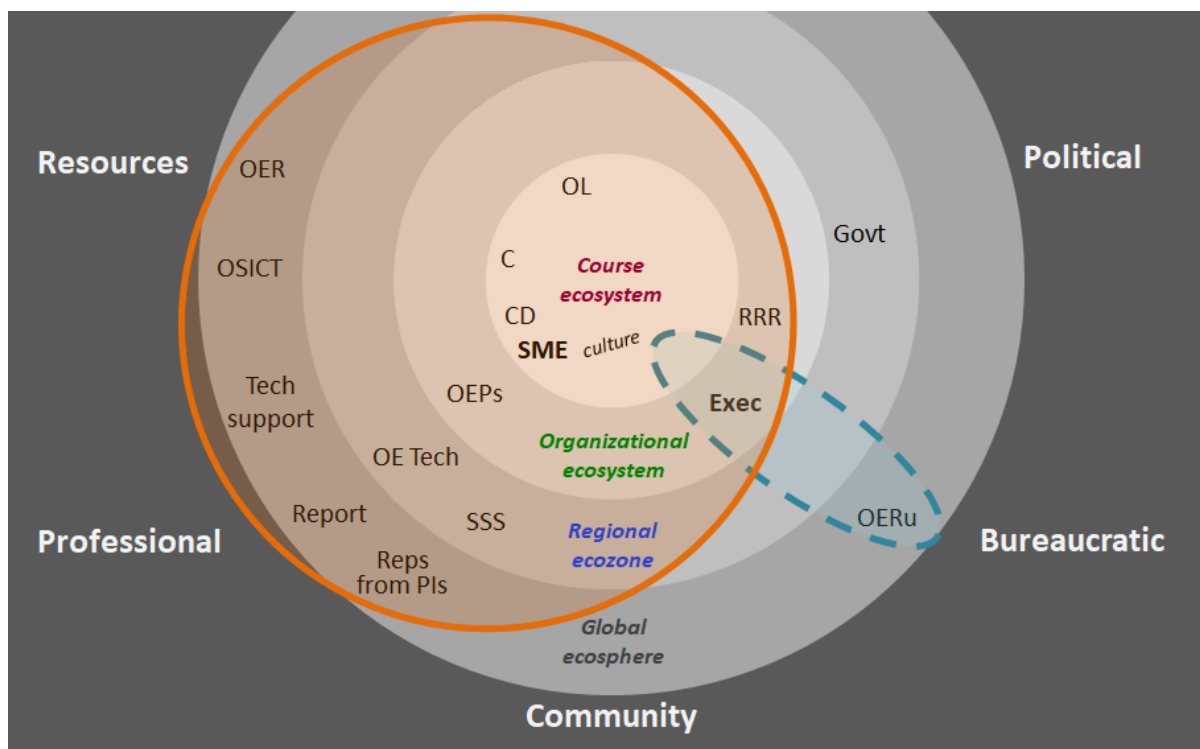 Resources
Political
OER
OL
Govt
C
OSICT
Course
ecosystem
CD
RRR
SME
culture
Tech
support
OEPs
Exec
OE Tech
Organizational
ecosystem
Report
SSS
OERu
Professional
Regional
ecozone
Bureaucratic
Reps
from PIs
Global
ecosphere
Community